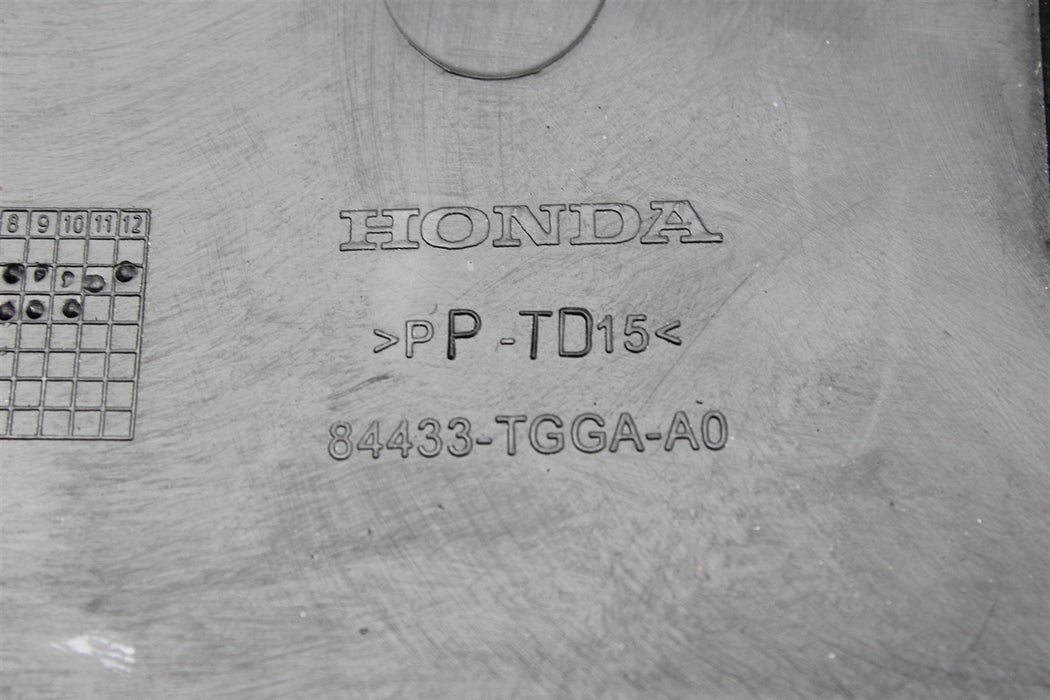 8 9 10 11 12
HONDA
>PP-TD15<
84433-TGGA-A0